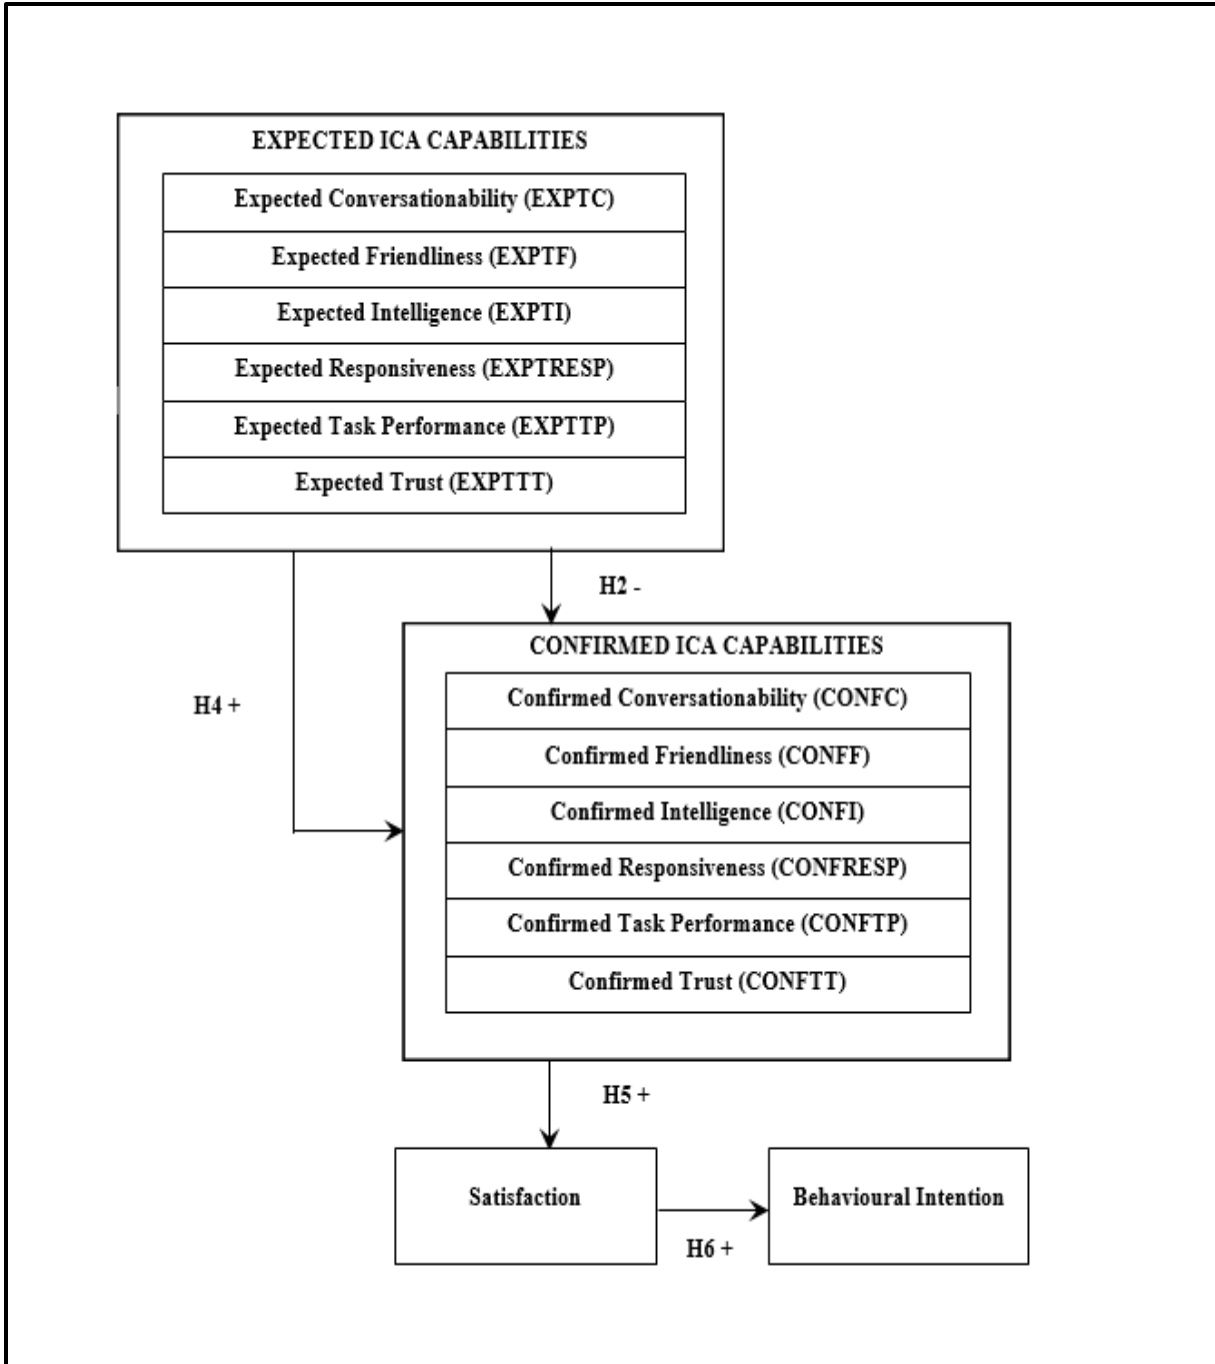 EXPECTED ICA CAPABILITIES
Expected Conversationability (EXPTC)
Expected Friendliness (EXPTF)
Expected Intelligence (EXPTI)
Expected Responsiveness (EXPTRESP)
Expected Task Performance (EXPTTP)
Expected Trust (EXPTTT)
H2 -
CONFIRMED ICA CAPABILITIES
Confirmed Conversationability (CONFC)
H4 +
Confirmed Friendliness (CONFF)
Confirmed Intelligence (CONFI)
Confirmed Responsiveness (CONFRESP)
Confirmed Task Performance (CONFTP)
Confirmed Trust (CONFTT)
H5 +
Satisfaction
Behavioural Intention
H6 +